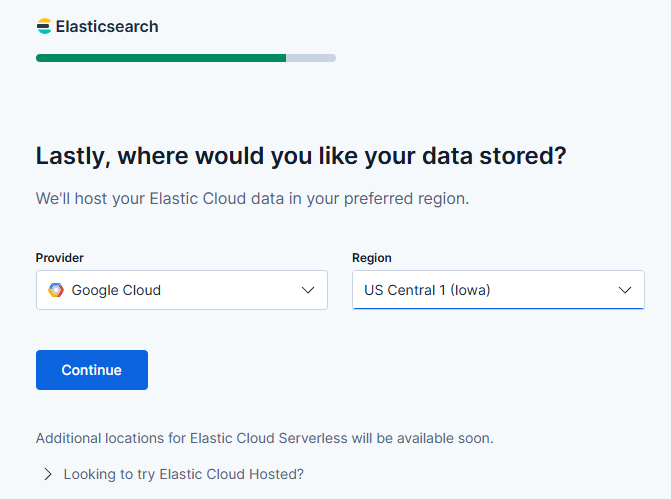 Elasticsearch
Lastly, where would you like your data stored?
We'll host your Elastic Cloud data in your preferred region.
Provider Region
Google Cloud US Central 1 (Iowa)
Continue
Additional locations for Elastic Cloud Serverless will be available soon.
Looking to try Elastic Cloud Hosted?